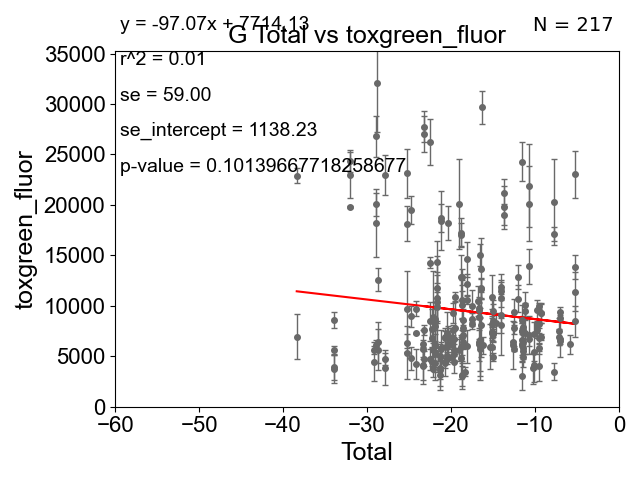 y = -97.07x + 7714.13
N = 217
G Total vs toxgreen_fluor
r^2 = 0.01
se = 59.00
se_intercept = 1138.23
p-value = 0.10139667718258677
toxgreen_fluor
35000
30000
25000
20000
15000
10000
5000
0
−60
−50
−40
−30
−20
−10
0
Total